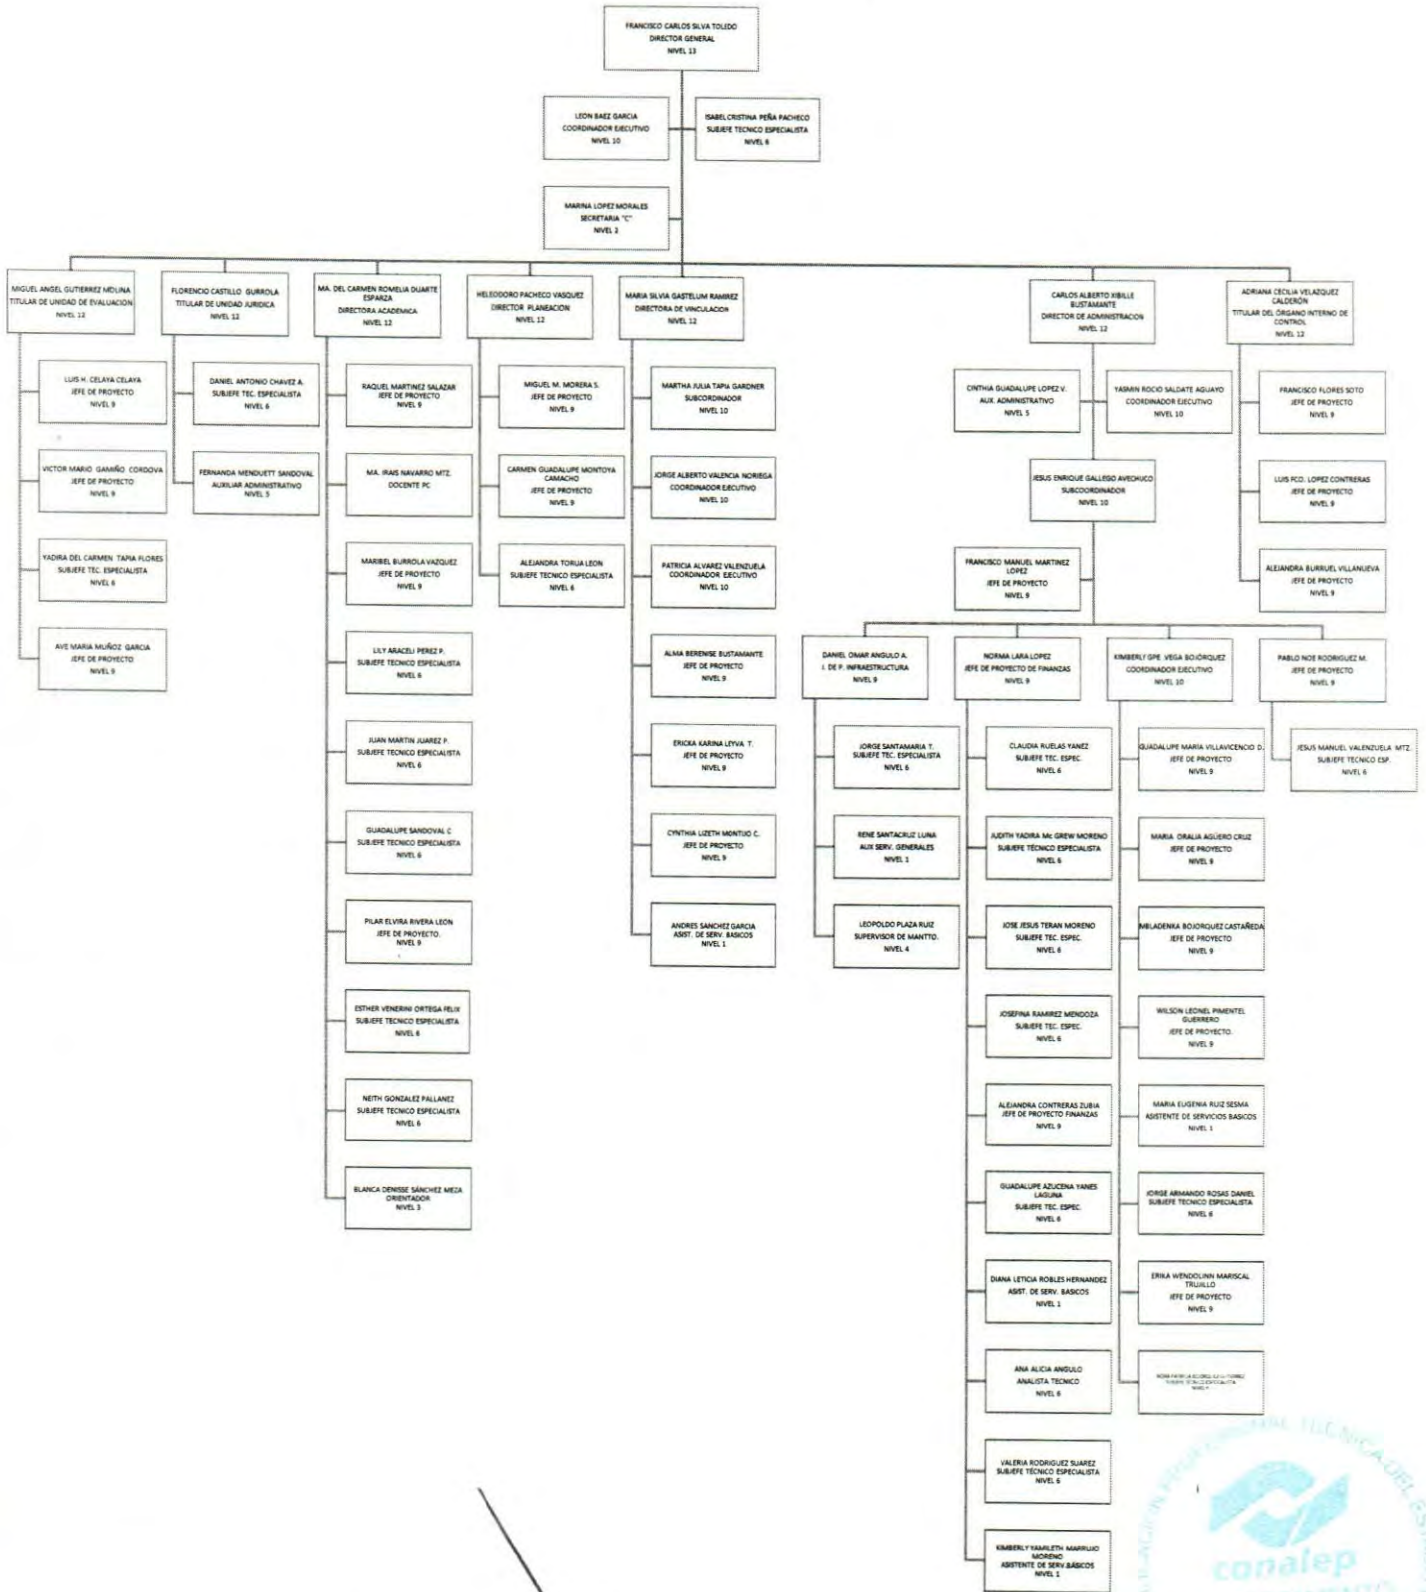 FRANCISCO CARLOS SILVA TOLEDO
DIRECTOR GENERAL
NIVEL 13
LEON BAEZ GARCIA
COORDINADOR EJECUTIVO
NIVEL 10
ISABEL CRISTINA PEÑA PACHECO
SUBJEFE TECNICO ESPECIALISTA
NIVEL 6
MARINA LOPEZ MORALES
SECRETARIA "C"
NIVEL 3
MIGUEL ANGEL GUTIERREZ MOLINA
TITULAR DE UNIDAD DE EVALUACION
NIVEL 12
LUIS H. CELAYA CELAYA
JEFE DE PROYECTO
NIVEL 9
VICTOR MARIO GAMIÑO CORDOVA
JEFE DE PROYECTO
NIVEL 9
YADIRA DEL CARMEN TAPIA FLORES
SUBJEFE TEC. ESPECIALISTA
NIVEL 6
AVE MARIA MUÑOZ GARCIA
JEFE DE PROYECTO
NIVEL 9
FLORENCIO CASTILLO GURROLA
TITULAR DE UNIDAD JURIDICA
NIVEL 12
DANIEL ANTONIO CHAVEZ A.
SUBJEFE TEC. ESPECIALISTA
NIVEL 6
FERNANDA MENDUETT SANDOVAL
AUXILIAR ADMINISTRATIVO
NIVEL 5
MA. DEL CARMEN ROMELIA DUARTE
ESPARZA
DIRECTORA ACADEMICA
NIVEL 12
RAQUEL MARTINEZ SALAZAR
JEFE DE PROYECTO
NIVEL 9
MA. IRAIS NAVARRO MTZ.
DOCENTE PC
MARIBEL BURROLA VAZQUEZ
JEFE DE PROYECTO
NIVEL 9
LILY ARACELI PEREZ P.
SUBJEFE TECNICO ESPECIALISTA
NIVEL 6
JUAN MARTIN JUAREZ P.
SUBJEFE TECNICO ESPECIALISTA
NIVEL 6
GUADALUPE SANDOVAL C
SUBJEFE TECNICO ESPECIALISTA
NIVEL 6
PILAR ELVIRA RIVERA LEON
JEFE DE PROYECTO.
NIVEL 9
ESTHER VENERINI ORTEGA FELIX
SUBJEFE TECNICO ESPECIALISTA
NIVEL 6
NEITH GONZALEZ PALLANEZ
SUBJEFE TECNICO ESPECIALISTA
NIVEL 6
BLANCA DENISSE SÁNCHEZ MEZA
ORIENTADOR
NIVEL 3
HELEODORO PACHECO VASQUEZ
DIRECTOR PLANEACION
NIVEL 12
MIGUEL M. MORERA S.
JEFE DE PROYECTO
NIVEL 9
CARMEN GUADALUPE MONTOYA
CAMACHO
JEFE DE PROYECTO
NIVEL 9
ALEJANDRA TORUA LEON
SUBJEFE TECNICO ESPECIALISTA
NIVEL 6
MARIA SILVIA GASTELUM RAMIREZ
DIRECTORA DE VINCULACION
NIVEL 12
MARTHA JULIA TAPIA GARDNER
SUBCORDINADOR
NIVEL 10
JORGE ALBERTO VALENCIA NORIEGA
COORDINADOR EJECUTIVO
NIVEL 10
PATRICIA ALVAREZ VALENZUELA
COORDINADOR EJECUTIVO
NIVEL 10
ALMA BERENISE BUSTAMANTE
JEFE DE PROYECTO
NIVEL 9
ERICKA KARINA LEYVA T.
JEFE DE PROYECTO
NIVEL 9
CYNTHIA LIZETH MONTIJO C.
JEFE DE PROYECTO
NIVEL 9
ANDRES SANCHEZ GARCIA
ASIST. DE SERV. BASICOS
NIVEL 1
CARLOS ALBERTO XIBILLE
BUSTAMANTE
DIRECTOR DE ADMINISTRACION
NIVEL 12
CINTHIA GUADALUPE LOPEZ V.
AUX. ADMINISTRATIVO
NIVEL 5
YASMIN ROCIO SALDATE AGUAYO
COORDINADOR EJECUTIVO
NIVEL 10
JESUS ENRIQUE GALLEGO AVECHUCO
SUBCOORDINADOR
NIVEL 10
FRANCISCO MANUEL MARTINEZ
LOPEZ
JEFE DE PROYECTO
NIVEL 9
DANIEL OMAR ANGULO A.
J. DE P. INFRAESTRUCTURA
NIVEL 9
JORGE SANTAMARIA T.
SUBJEFE TEC. ESPECIALISTA
NIVEL 6
RENE SANTACRUZ LUNA
AUX SERV. GENERALES
NIVEL 1
LEOPOLDO PLAZA RUIZ
SUPERVISOR DE MANTTO.
NIVEL 4
NORMA LARA LOPEZ
JEFE DE PROYECTO DE FINANZAS
NIVEL 9
CLAUDIA RUELAS YANEZ
SUBJEFE TEC. ESPEC.
NIVEL 6
JUDITH YADIRA Mc GREW MORENO
SUBJEFE TÉCNICO ESPECIALISTA
NIVEL 6
JOSE JESUS TERAN MORENO
SUBJEFE TEC. ESPEC.
NIVEL 6
JOSEFINA RAMIREZ MENDOZA
SUBJEFE TEC. ESPEC.
NIVEL 6
ALEJANDRA CONTRERAS ZUBIA
JEFE DE PROYECTO FINANZAS
NIVEL 9
GUADALUPE AZUCENA YANES
LAGUNA
SUBJEFE TEC. ESPEC.
NIVEL 6
DIANA LETICIA ROBLES HERNANDEZ
ASIST. DE SERV. BASICOS
NIVEL 1
ANA ALICIA ANGULO
ANALISTA TECNICO
NIVEL 6
VALERIA RODRIGUEZ SUAREZ
SUBJEFE TÉCNICO ESPECIALISTA
NIVEL 6
KIMBERLY YAMILETH MARRUJO
MORENO
ASISTENTE DE SERV.BÁSICOS
NIVEL 1
KIMBERLY GPE. VEGA BOJÓRQUEZ
COORDINADOR EJECUTIVO
NIVEL 10
GUADALUPE MARIA VILLAVICENCIO D.
JEFE DE PROYECTO
NIVEL 9
MARIA ORALIA AGÜERO CRUZ
JEFE DE PROYECTO
NIVEL 9
MBLADENKA BOJORQUEZ CASTAÑEDA
JEFE DE PROYECTO
NIVEL 9
WILSON LEONEL PIMENTEL
GUERRERO
JEFE DE PROYECTO.
NIVEL 9
MARIA EUGENIA RUIZ SESMA
ASISTENTE DE SERVICIOS BASICOS
NIVEL 1
JORGE ARMANDO ROSAS DANIEL
SUBJEFE TECNICO ESPECIALISTA
NIVEL 6
ERIKA WENDOLINN MARISCAL
TRUJILLO
JEFE DE PROYECTO
NIVEL 9
PABLO NOE RODRIGUEZ M.
JEFE DE PROYECTO
NIVEL 9
JESUS MANUEL VALENZUELA MTZ.
SUBJEFE TECNICO ESP.
NIVEL 6
ADRIANA CECILIA VELAZQUEZ
CALDERÓN
TITULAR DEL ÓRGANO INTERNO DE
CONTROL
NIVEL 12
FRANCISCO FLORES SOTO
JEFE DE PROYECTO
NIVEL 9
LUIS FCO. LOPEZ CONTRERAS
JEFE DE PROYECTO
NIVEL 9
ALEJANDRA BURRUEL VILLANUEVA
JEFE DE PROYECTO
NIVEL 9
TECNICA DEL
conalep